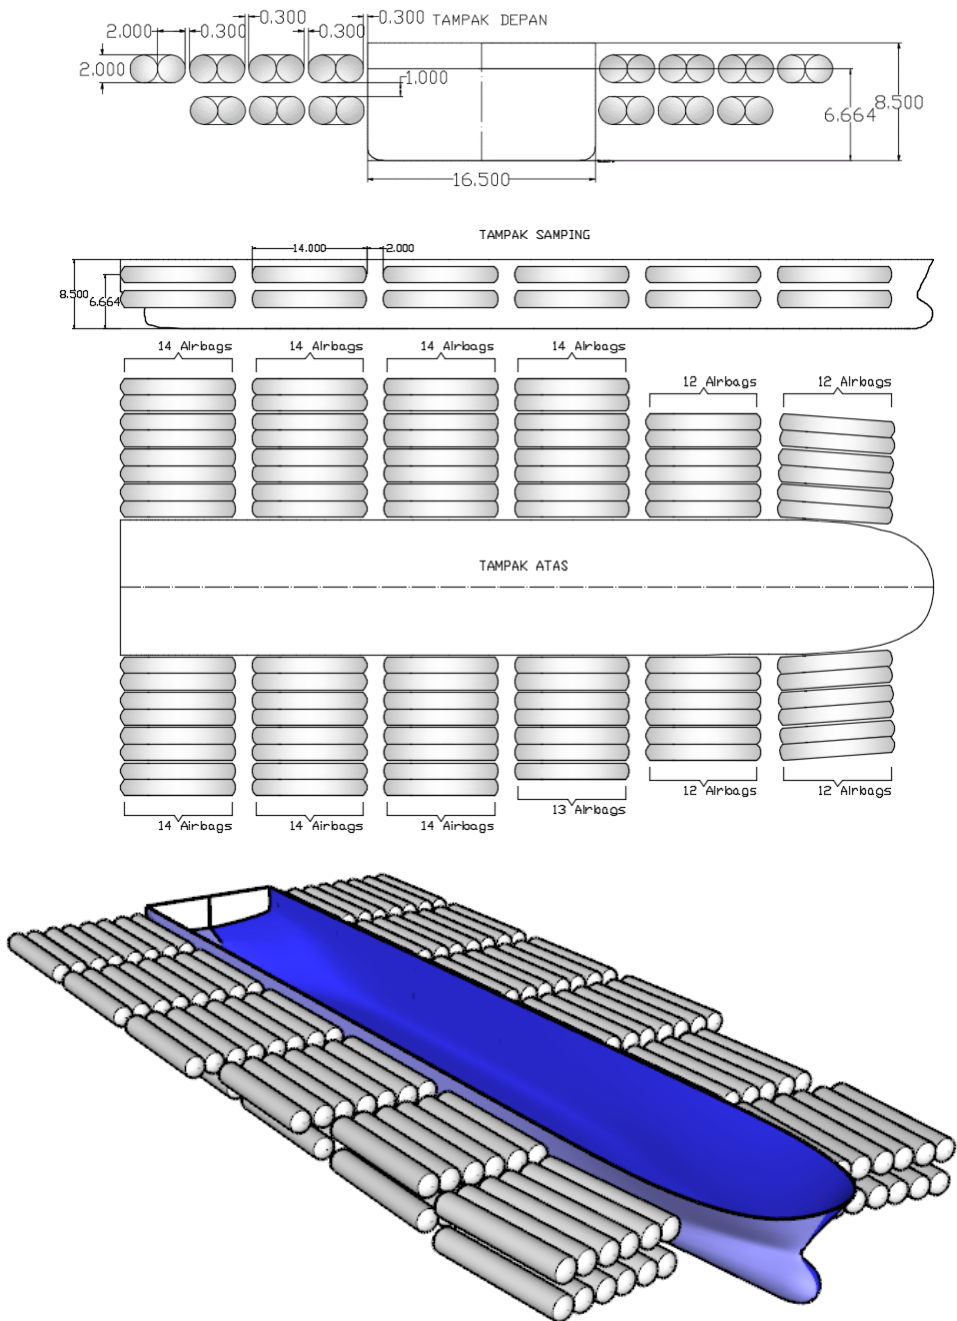 0.300
0.300
TAMPAK DEPAN
2.000
0.300
0.300
2.000
1.000
8.500
6.664
16.500
TAMPAK SAMPING
14.000
2.000
8.500
6.664
14 Airbags
14 Airbags
14 Airbags
14 Airbags
12 Airbags
12 Airbags
TAMPAK ATAS
12 Airbags
12 Airbags
13 Airbags
14 Airbags
14 Airbags
14 Airbags